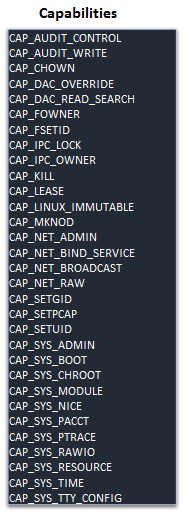 Capabilities
CAP_AUDIT_CONTROL
CAP_AUDIT_WRITE
CAP_CHOWN
CAP_DAC_OVERRIDE
CAP_DAC_READ_SEARCH
CAP_FOWNER
CAP_FSETID
CAP_IPC_LOCK
CAP_IPC_OWNER
CAP_KILL
CAP_LEASE
CAP_LINUX_IMMUTABLE
CAP_MKNOD
CAP_NET_ADMIN
CAP_NET_BIND_SERVICE
CAP_NET_BROADCAST
CAP_NET_RAW
CAP_SETGID
CAP_SETPCAP
CAP_SETUID
CAP_SYS_ADMIN
CAP_SYS_BOOT
CAP_SYS_CHROOT
CAP_SYS_MODULE
CAP_SYS_NICE
CAP_SYS_PACCT
CAP_SYS_PTRACE
CAP_SYS_RAWIO
CAP_SYS_RESOURCE
CAP_SYS_TIME
CAP_SYS_TTY_CONFIG